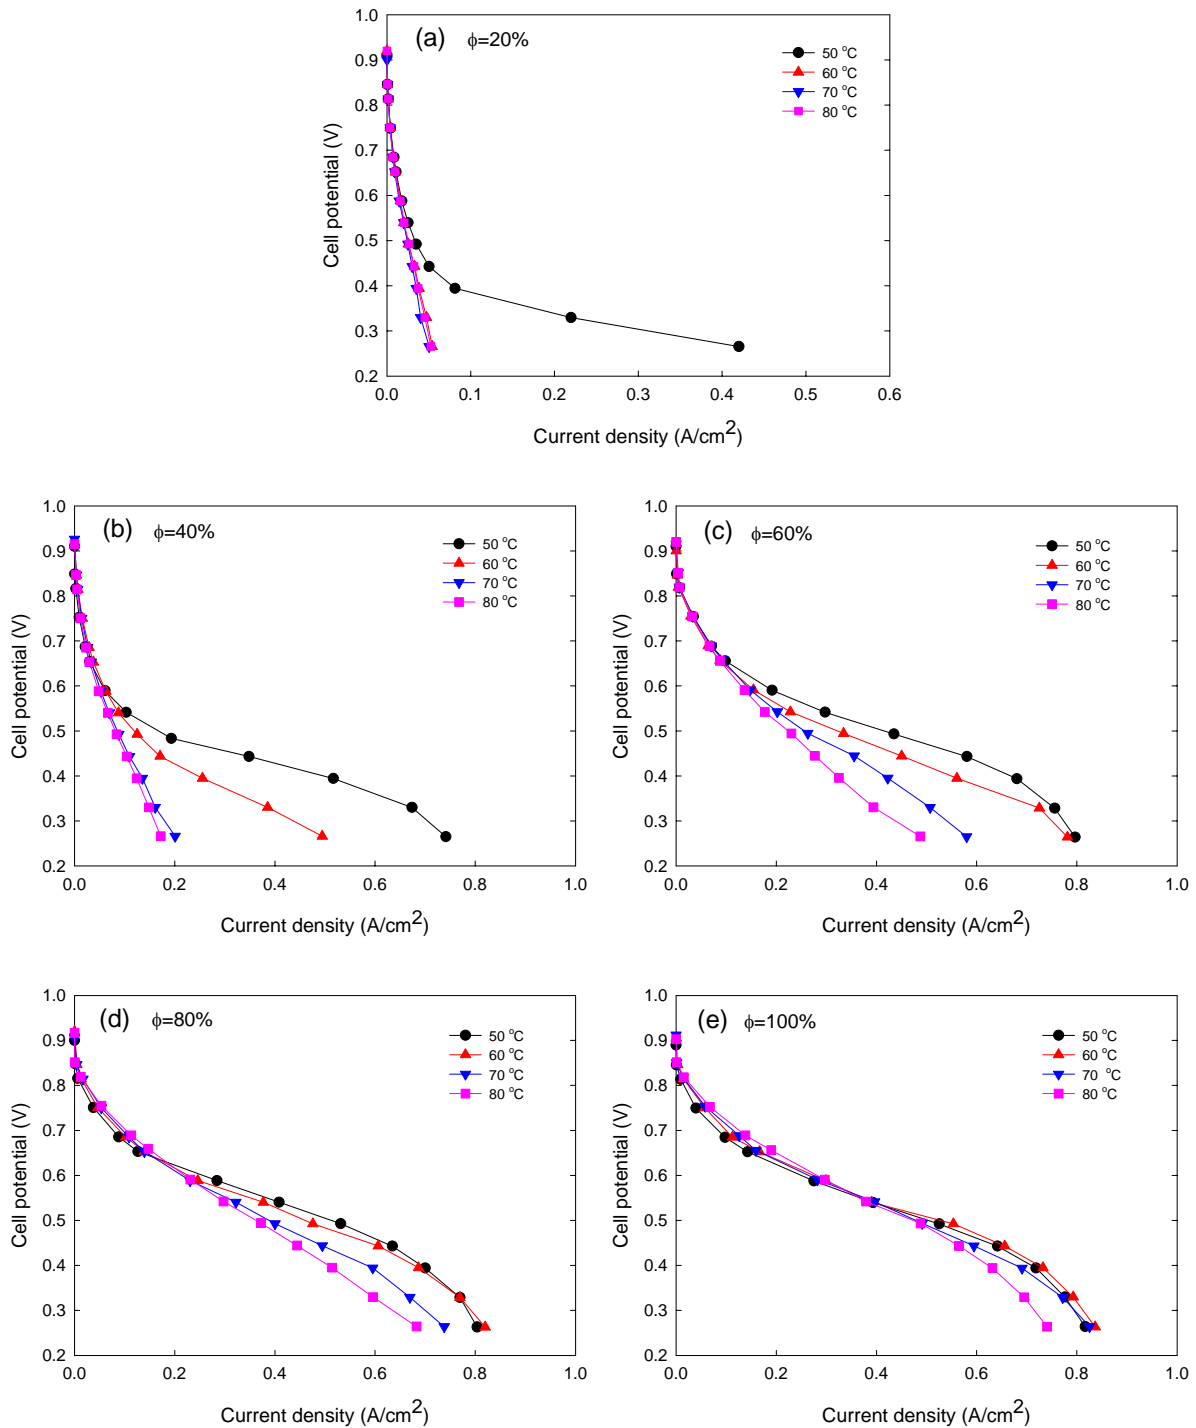 (a) ϕ=20%
50 °C
60 °C
70 °C
80 °C
1.0
0.9
0.8
0.7
0.6
0.5
0.4
0.3
0.2
Cell potential (V)
0.0 0.1 0.2 0.3 0.4 0.5 0.6
Current density (A/cm²)
(b) ϕ=40%
50 °C
60 °C
70 °C
80 °C
1.0
0.9
0.8
0.7
0.6
0.5
0.4
0.3
0.2
Cell potential (V)
0.0 0.2 0.4 0.6 0.8 1.0
Current density (A/cm²)
(c) ϕ=60%
50 °C
60 °C
70 °C
80 °C
1.0
0.9
0.8
0.7
0.6
0.5
0.4
0.3
0.2
Cell potential (V)
0.0 0.2 0.4 0.6 0.8 1.0
Current density (A/cm²)
(d) ϕ=80%
50 °C
60 °C
70 °C
80 °C
1.0
0.9
0.8
0.7
0.6
0.5
0.4
0.3
0.2
Cell potential (V)
0.0 0.2 0.4 0.6 0.8 1.0
Current density (A/cm²)
(e) ϕ=100%
50 °C
60 °C
70 °C
80 °C
1.0
0.9
0.8
0.7
0.6
0.5
0.4
0.3
0.2
Cell potential (V)
0.0 0.2 0.4 0.6 0.8 1.0
Current density (A/cm²)